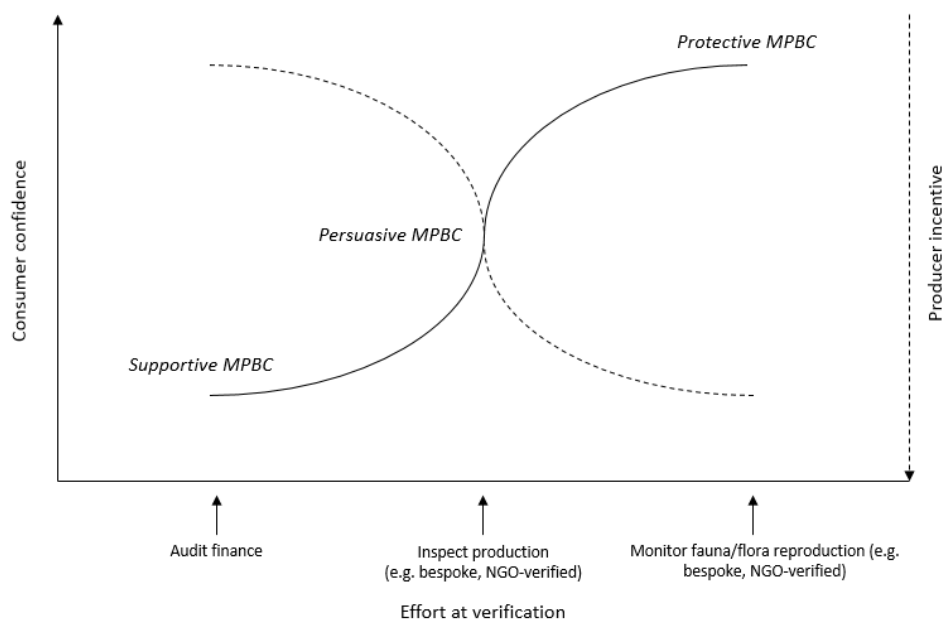 Protective MPBC
Consumer confidence
Producer incentive
Persuasive MPBC
Supportive MPBC
Audit finance
Inspect production
(e.g. bespoke, NGO-verified)
Monitor fauna/flora reproduction (e.g.
bespoke, NGO-verified)
Effort at verification